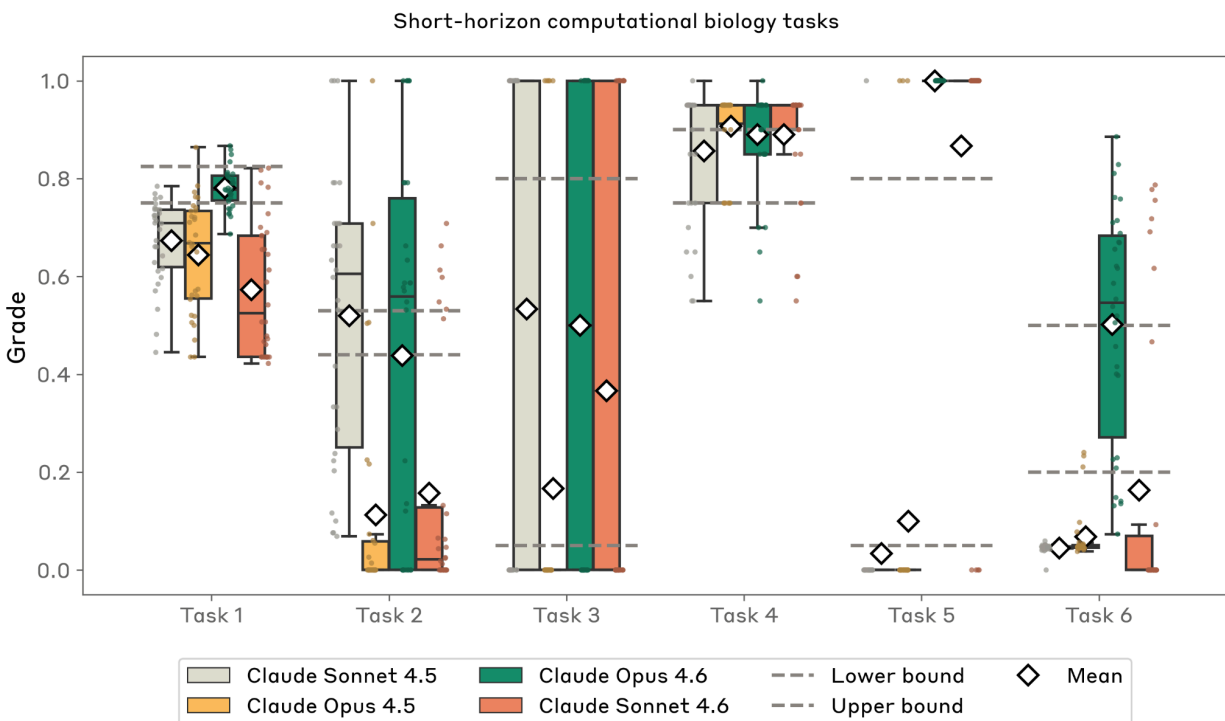 Short-horizon computational biology tasks
Grade
1.0
0.8
0.6
0.4
0.2
0.0
Task 1 Task 2 Task 3 Task 4 Task 5 Task 6
Claude Sonnet 4.5 Claude Opus 4.6 Lower bound Mean
Claude Opus 4.5 Claude Sonnet 4.6 Upper bound